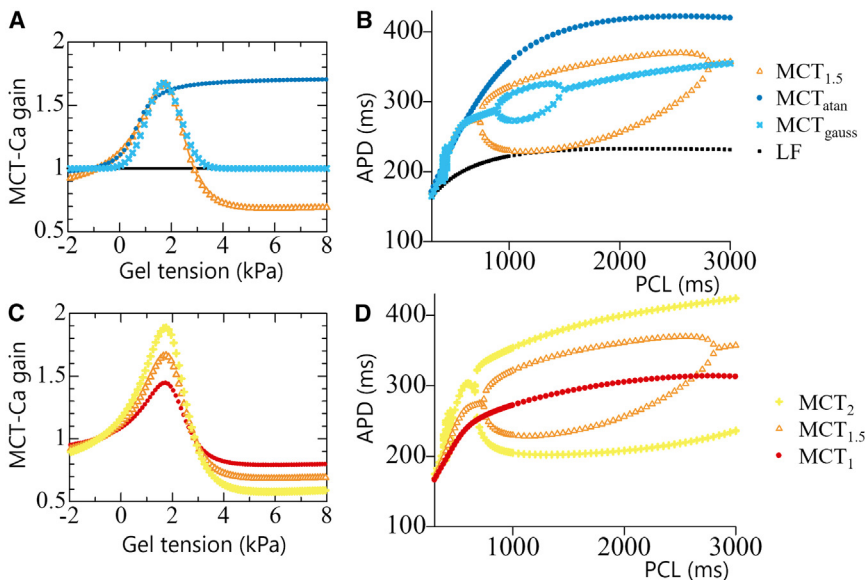 A
MCT-Ca gain
2
1.5
1
0.5
-2
0
2
4
6
8
Gel tension (kPa)
B
APD (ms)
400
300
200
100
1000
2000
3000
PCL (ms)
MCT1.5
MCTatan
MCTgauss
LF
C
MCT-Ca gain
2
1.5
1
0.5
-2
0
2
4
6
8
Gel tension (kPa)
D
APD (ms)
400
300
200
100
1000
2000
3000
PCL (ms)
MCT2
MCT1.5
MCT1